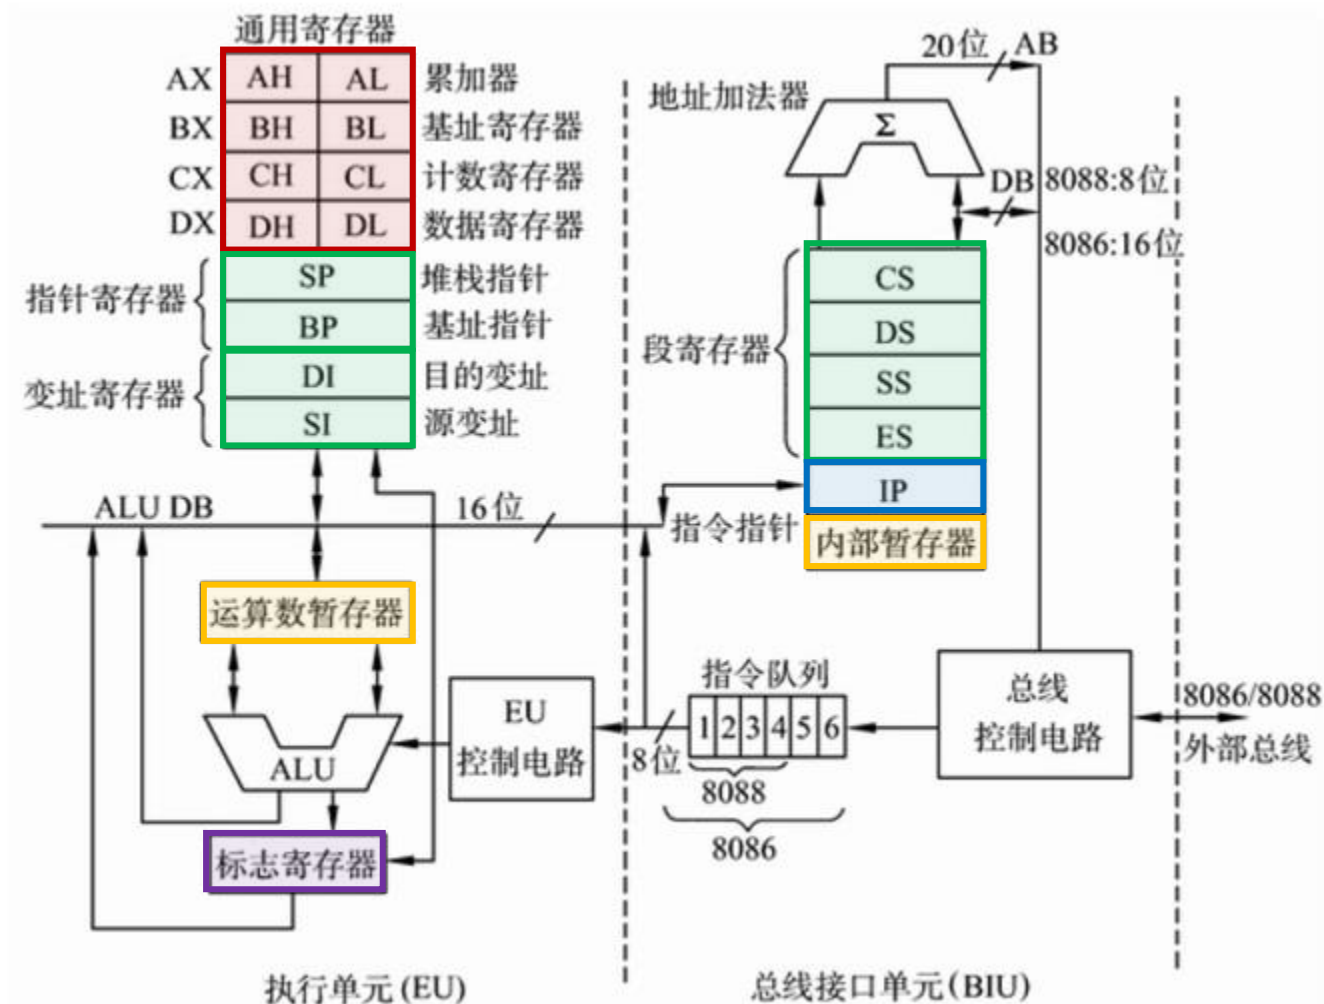 通用寄存器
AX AH AL 累加器
BX BH BL 基址寄存器
CX CH CL 计数寄存器
DX DH DL 数据寄存器
指针寄存器
SP 堆栈指针
BP 基址指针
变址寄存器
DI 目的变址
SI 源变址
ALU DB
16位
运算数暂存器
ALU
EU
控制电路
标志寄存器
执行单元(EU)
20位 AB
地址加法器
Σ
DB 8088:8位
8086:16位
段寄存器
CS
DS
SS
ES
IP
指令指针
内部暂存器
指令队列
1 2 3 4 5 6
8位
8088
8086
总线
控制电路
8086/8088
外部总线
总线接口单元(BIU)